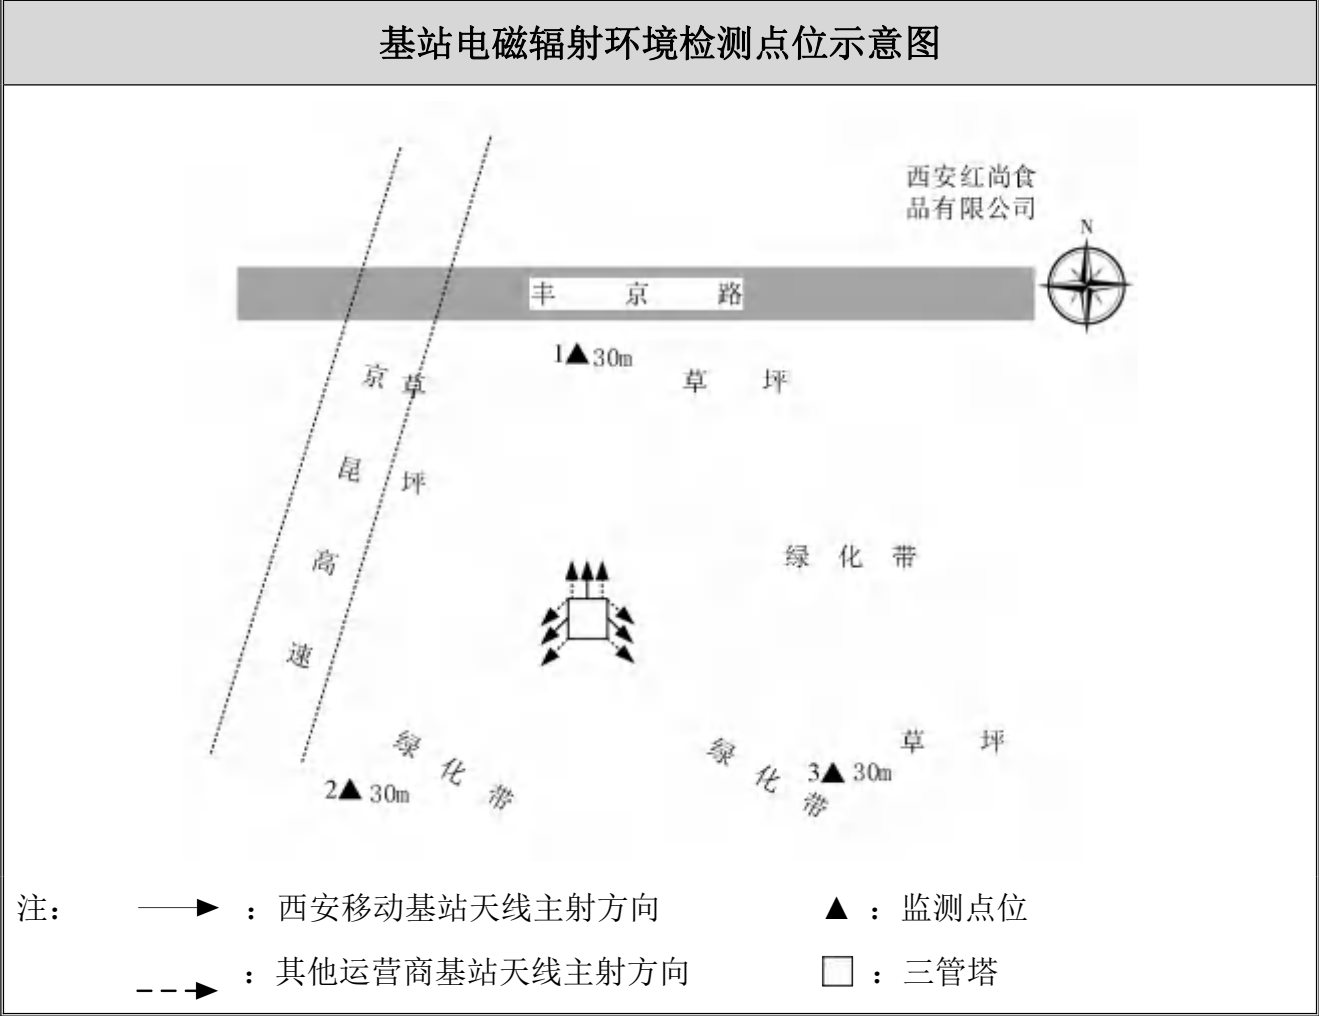 基站电磁辐射环境检测点位示意图
西安红尚食
品有限公司
N
丰 京 路
1▲30m
草 坪
京昆高速
草坪
绿 化 带
绿化带
2▲ 30m
绿化带
草 坪
3▲ 30m
注：
：西安移动基站天线主射方向
▲ ：监测点位
：其他运营商基站天线主射方向
：三管塔